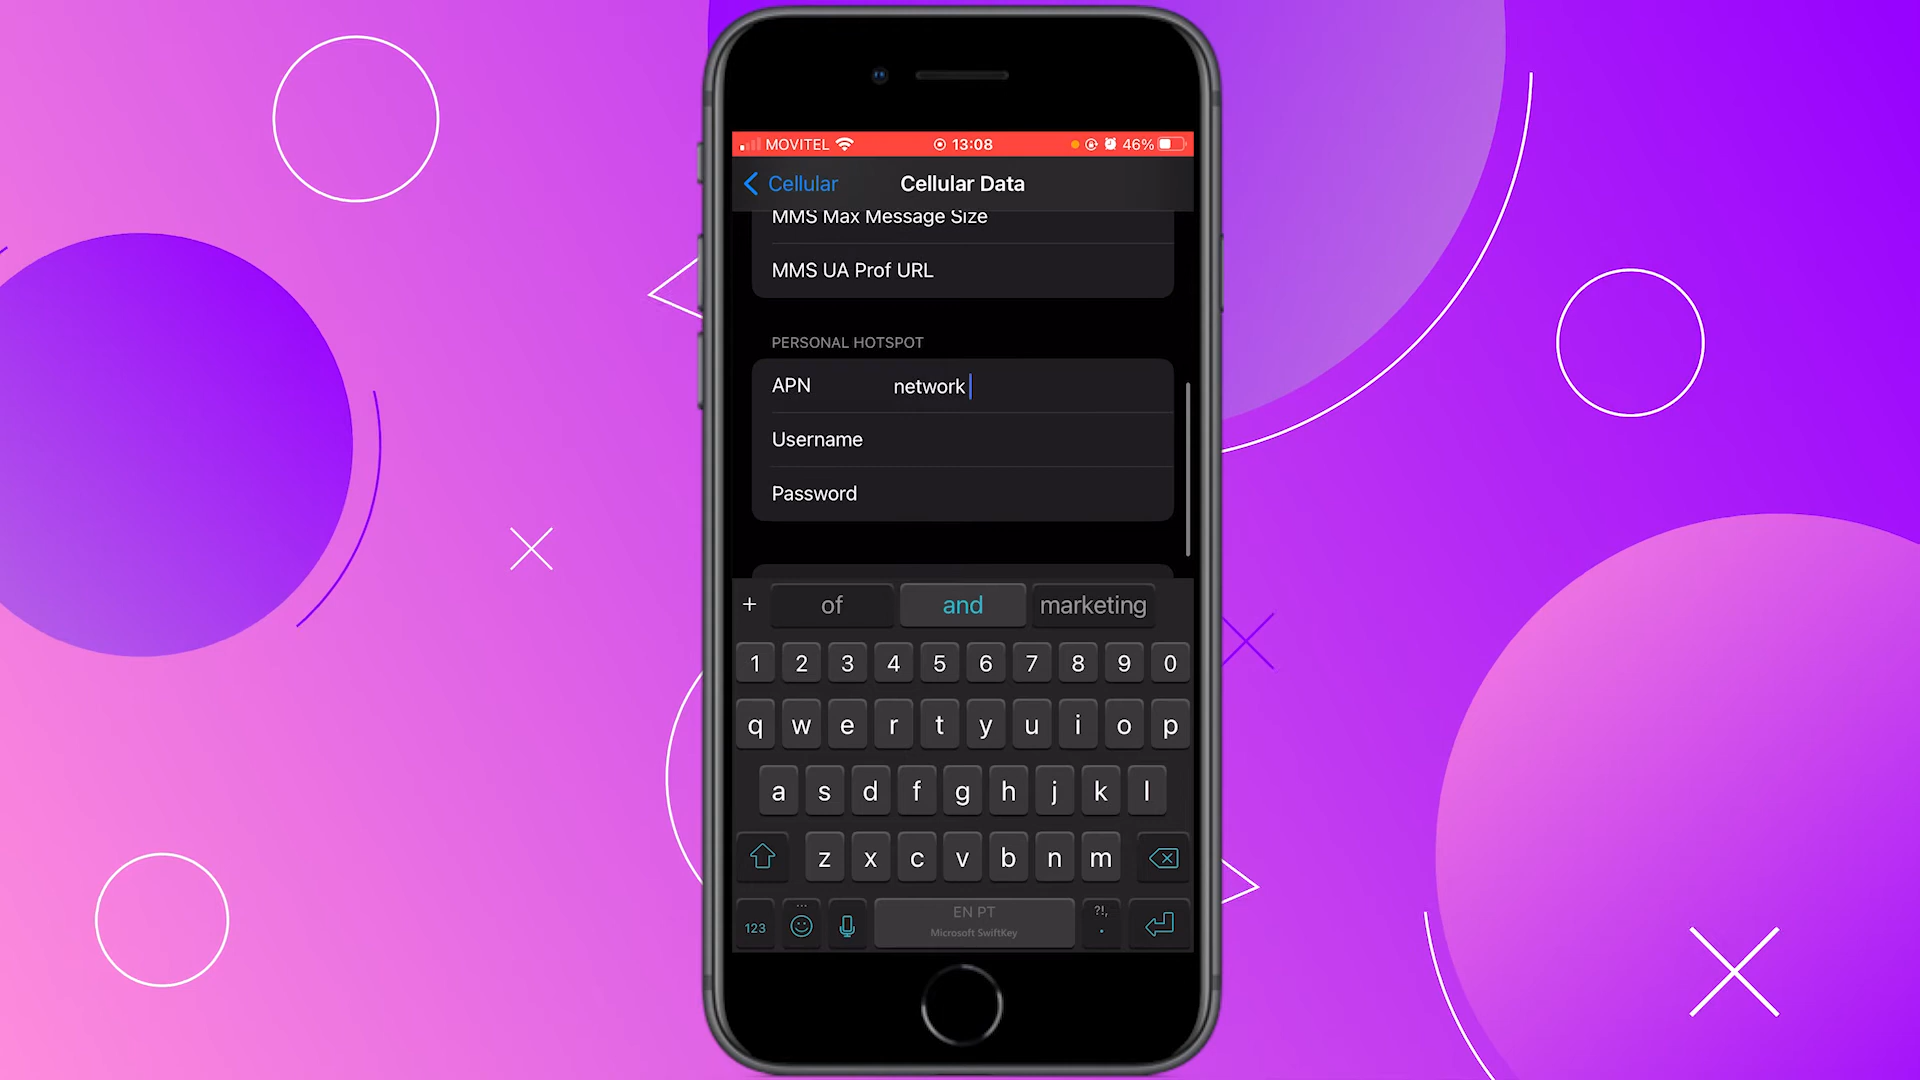 MOVITEL 13:08 46%
Cellular Cellular Data
MMS Max Message Size
MMS UA Prof URL
PERSONAL HOTSPOT
APN network
Username
Password
+ of and marketing
1 2 3 4 5 6 7 8 9 0
q w e r t y u i o p
a s d f g h j k l
z x c v b n m
123 EN PT ?!,
Microsoft SwiftKey .